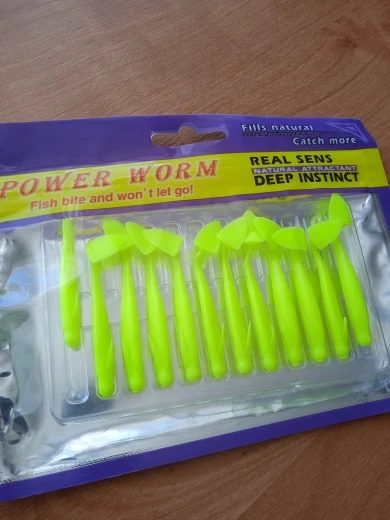 Fills natural
Catch more
POWER WORM
Fish bite and won't let go!
REAL SENS
NATURAL ATTRACTANT
DEEP INSTINCT